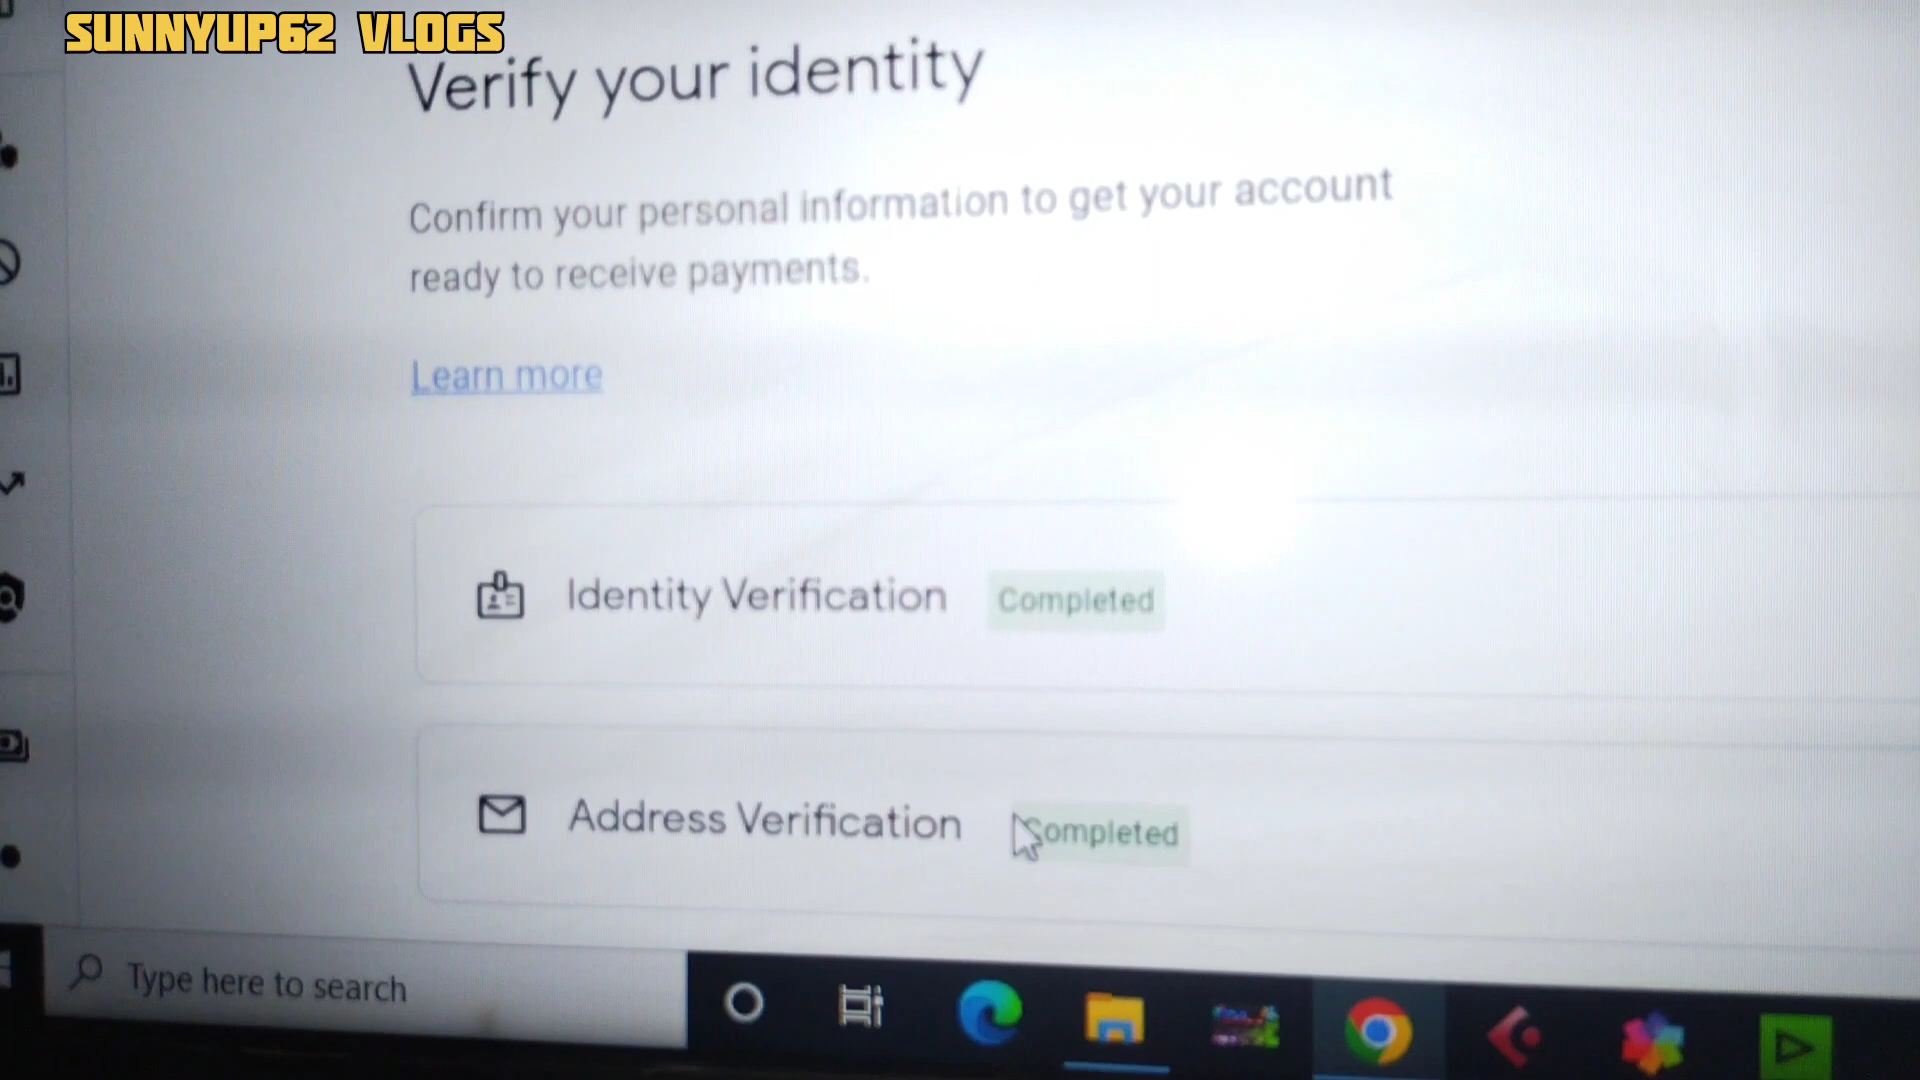 SUNNYUP62 VLOGS
Verify your identity
Confirm your personal information to get your account
ready to receive payments.
Learn more
Identity Verification Completed
Address Verification Completed
Type here to search